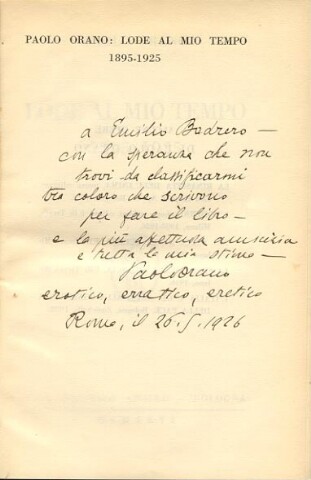 PAOLO ORANO: LODE AL MIO TEMPO
1895-1925
a Emilio Bodrero —
con la speranza che non
trovi da classificarmi
tra coloro che scrivono
per fare il libro —
e la più affettuosa amicizia
e tutta la mia stima —
Paolo Orano
erotico, erratico, eretico
Roma, il 26.5.1926